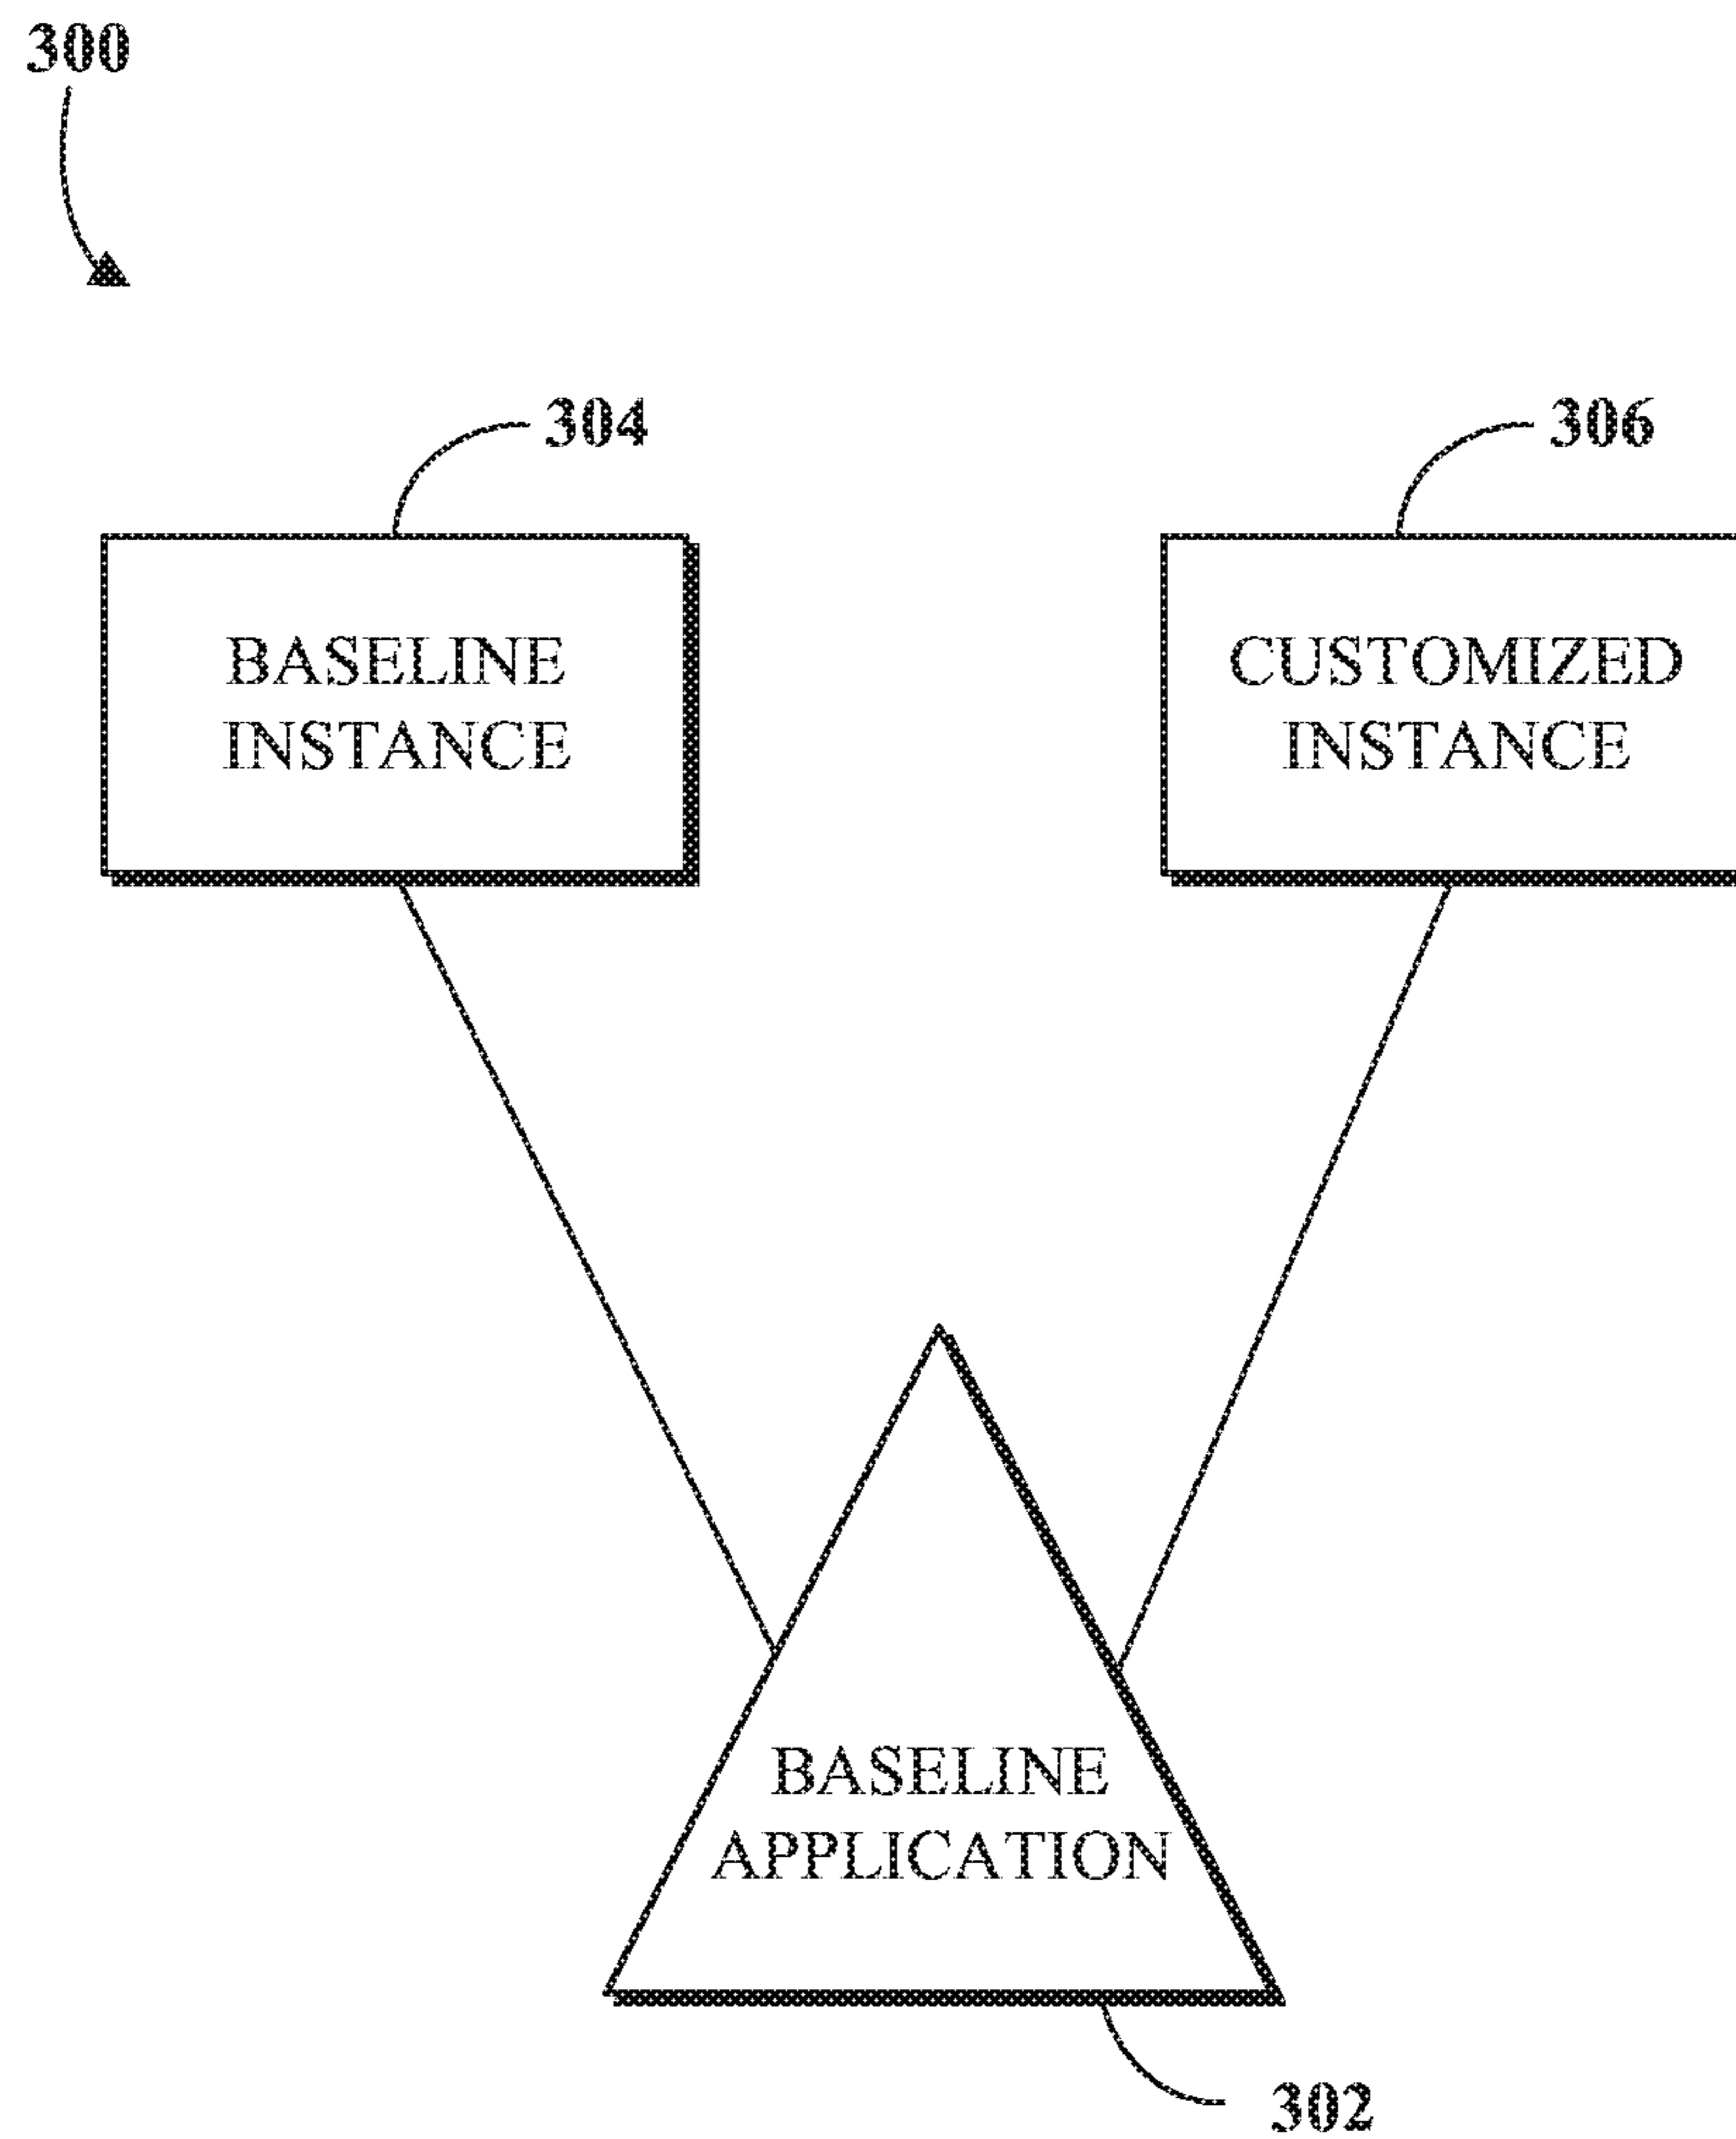 300
304
306
BASELINE
INSTANCE
CUSTOMIZED
INSTANCE
BASELINE
APPLICATION
302